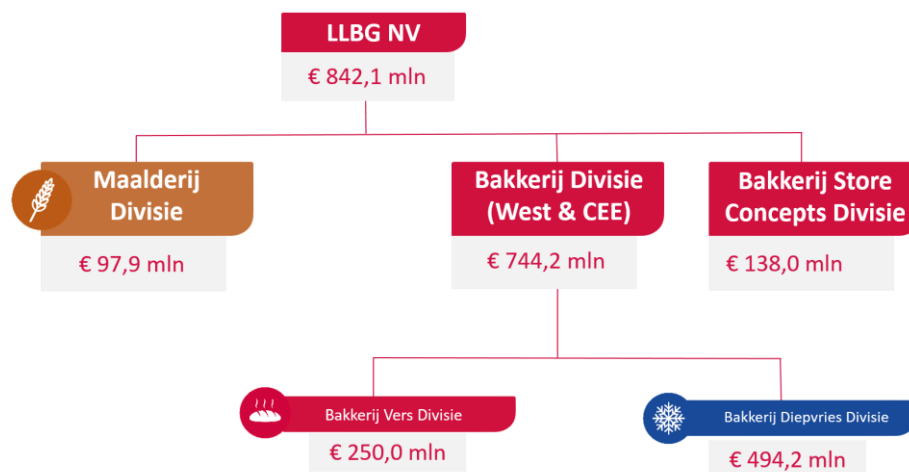 LLBG NV
€ 842,1 mln
Maalderij
Divisie
€ 97,9 mln
Bakkerij Divisie
(West & CEE)
€ 744,2 mln
Bakkerij Store
Concepts Divisie
€ 138,0 mln
Bakkerij Vers Divisie
€ 250,0 mln
Bakkerij Diepvries Divisie
€ 494,2 mln